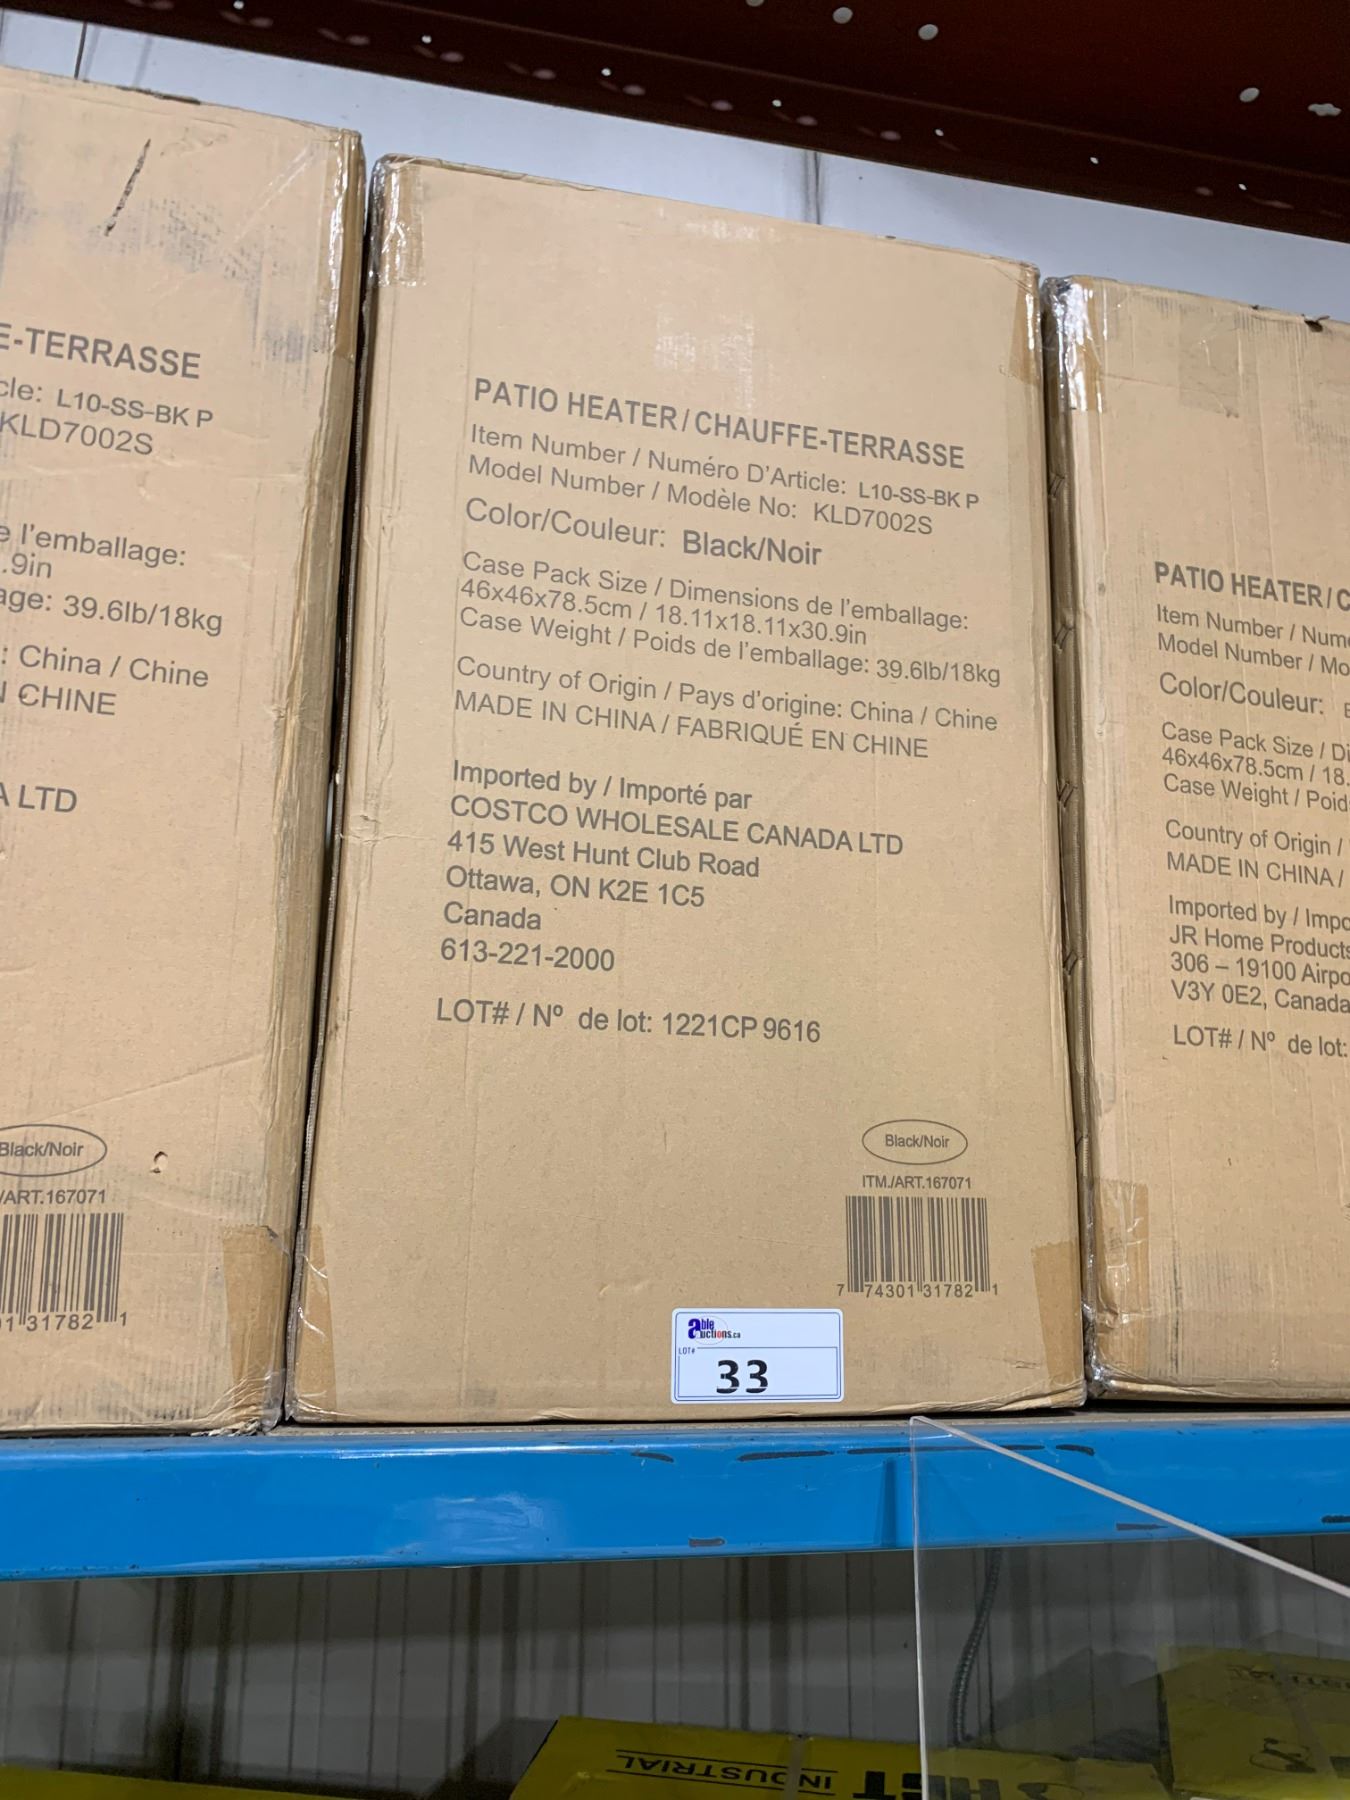 E-TERRASSE
cle: L10-SS-BK P
KLD7002S
e l'emballage:
.9in
age: 39.6lb/18kg
: China / Chine
N CHINE
A LTD
Black/Noir
/ART.167071
01 31782 1
PATIO HEATER / CHAUFFE-TERRASSE
Item Number / Numéro D'Article: L10-SS-BK P
Model Number / Modèle No: KLD7002S
Color/Couleur: Black/Noir
Case Pack Size / Dimensions de l'emballage:
46x46x78.5cm / 18.11x18.11x30.9in
Case Weight / Poids de l'emballage: 39.6lb/18kg
Country of Origin / Pays d'origine: China / Chine
MADE IN CHINA / FABRIQUÉ EN CHINE
Imported by / Importé par
COSTCO WHOLESALE CANADA LTD
415 West Hunt Club Road
Ottawa, ON K2E 1C5
Canada
613-221-2000
LOT# / Nº de lot: 1221CP 9616
Black/Noir
ITM./ART.167071
7 74301 31782 1
able
auctions.ca
LOT#
33
PATIO HEATER / C
Item Number / Numé
Model Number / Mo
Color/Couleur:
Case Pack Size / Di
46x46x78.5cm / 18.
Case Weight / Poid
Country of Origin /
MADE IN CHINA /
Imported by / Impo
JR Home Products
306 – 19100 Airpo
V3Y 0E2, Canada
LOT# / Nº de lot:
HCT INDUSTRIAL